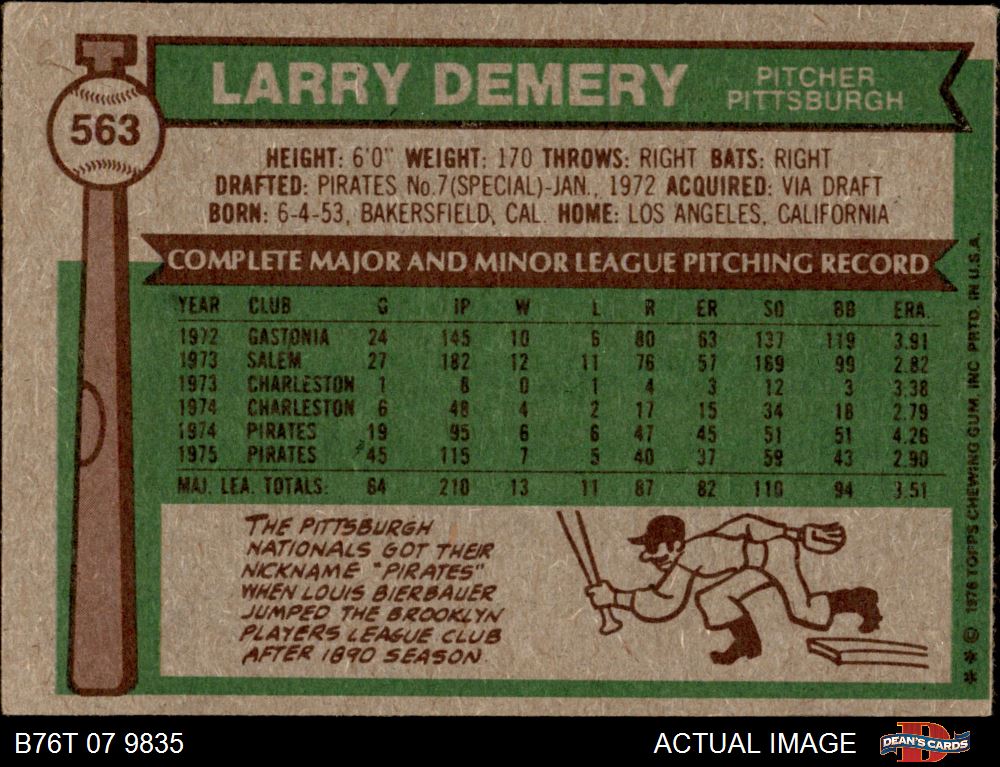 563
LARRY DEMERY
PITCHER
PITTSBURGH
HEIGHT: 6'0" WEIGHT: 170 THROWS: RIGHT BATS: RIGHT
DRAFTED: PIRATES No.7(SPECIAL)-JAN., 1972 ACQUIRED: VIA DRAFT
BORN: 6-4-53, BAKERSFIELD, CAL. HOME: LOS ANGELES, CALIFORNIA
COMPLETE MAJOR AND MINOR LEAGUE PITCHING RECORD
YEAR CLUB G IP W L R ER SO BB ERA.
1972 GASTONIA 24 145 10 6 80 63 137 119 3.91
1973 SALEM 27 182 12 11 76 57 169 99 2.82
1973 CHARLESTON 1 8 0 1 4 3 12 3 3.38
1974 CHARLESTON 6 48 4 2 17 15 34 18 2.79
1974 PIRATES 19 95 6 6 47 45 51 51 4.26
1975 PIRATES 45 115 7 5 40 37 59 43 2.90
MAJ. LEA. TOTALS: 64 210 13 11 87 82 110 94 3.51
THE PITTSBURGH
NATIONALS GOT THEIR
NICKNAME "PIRATES"
WHEN LOUIS BIERBAUER
JUMPED THE BROOKLYN
PLAYERS LEAGUE CLUB
AFTER 1890 SEASON.
** © 1976 TOPPS CHEWING GUM, INC PRTD. IN U.S.A.
B76T 07 9835
ACTUAL IMAGE
DEAN'S CARDS